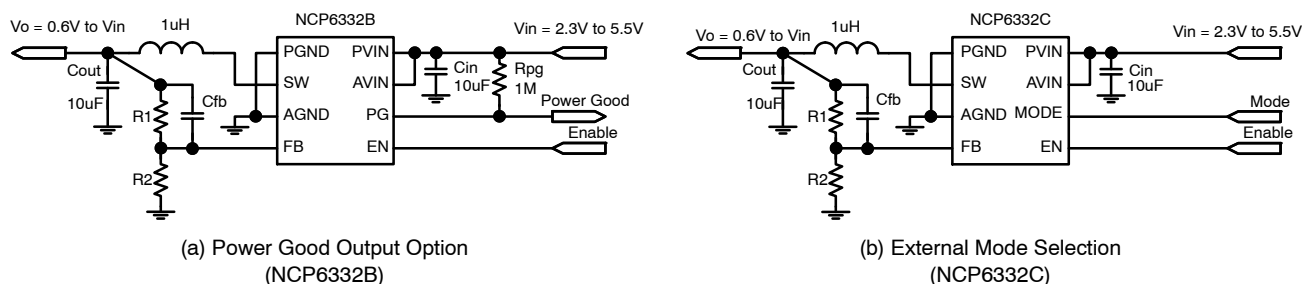 NCP6332B
Vo = 0.6V to Vin
1uH
Vin = 2.3V to 5.5V
PGND
PVIN
Cout
10uF
SW
AVIN
Cin
10uF
Rpg
1M
Cfb
R1
AGND
PG
Power Good
Enable
FB
EN
R2
(a) Power Good Output Option
(NCP6332B)
NCP6332C
Vo = 0.6V to Vin
1uH
Vin = 2.3V to 5.5V
PGND
PVIN
Cout
10uF
SW
AVIN
Cin
10uF
Cfb
R1
AGND
MODE
Mode
Enable
FB
EN
R2
(b) External Mode Selection
(NCP6332C)